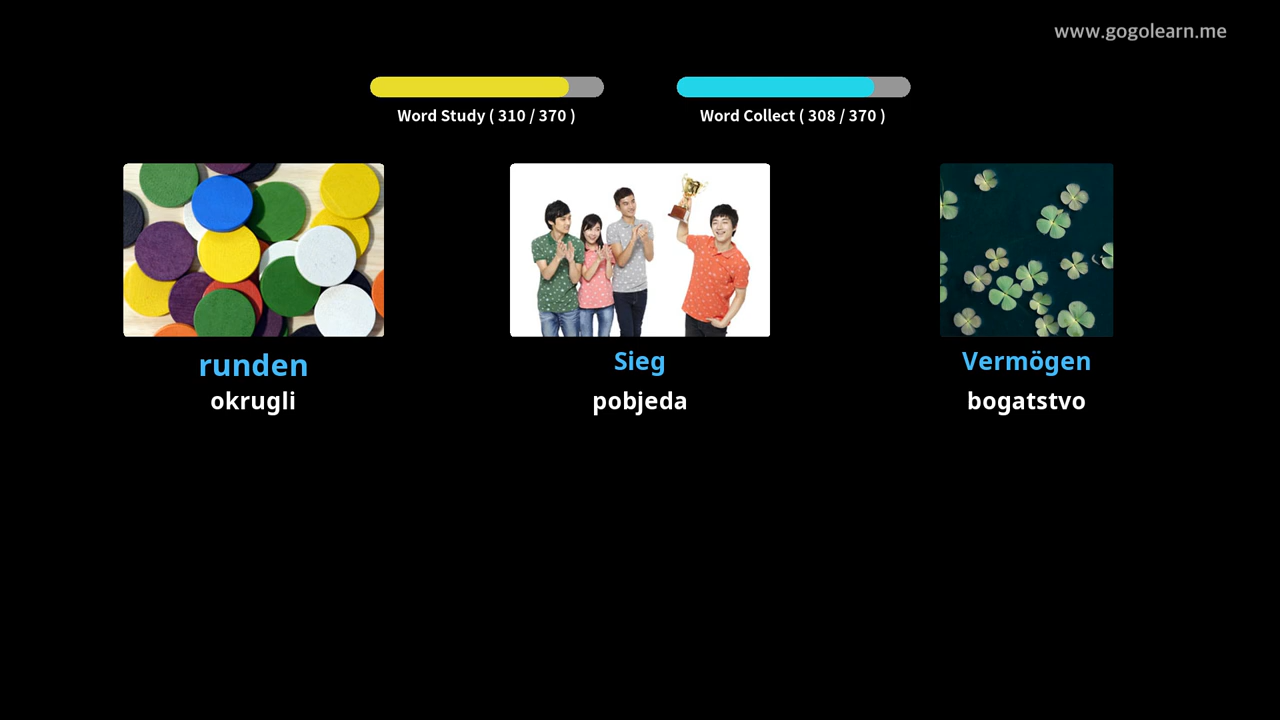 www.gogolearn.me
Word Study ( 310 / 370 )
Word Collect ( 308 / 370 )
runden
okrugli
Sieg
pobjeda
Vermögen
bogatstvo